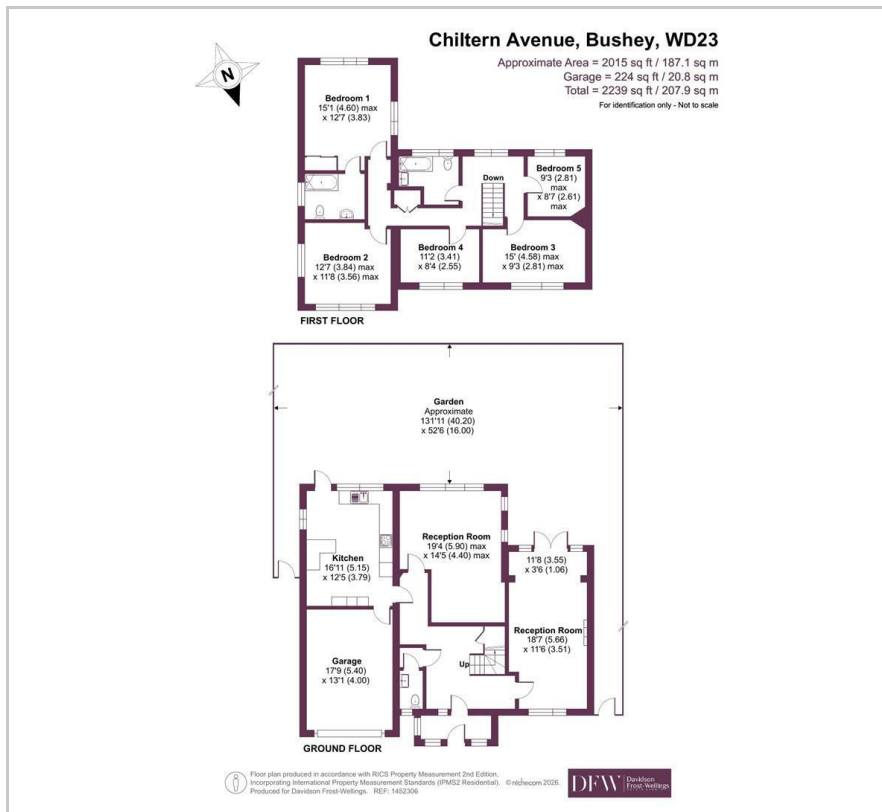 Chiltern Avenue, Bushey, WD23
Approximate Area = 2015 sq ft / 187.1 sq m
Garage = 224 sq ft / 20.8 sq m
Total = 2239 sq ft / 207.9 sq m
For identification only - Not to scale
N
Bedroom 1
15'1 (4.60) max
x 12'7 (3.83)
Down
Bedroom 5
9'3 (2.81)
max
x 8'7 (2.61)
max
Bedroom 2
12'7 (3.84) max
x 11'8 (3.56) max
Bedroom 4
11'2 (3.41)
x 8'4 (2.55)
Bedroom 3
15' (4.58) max
x 9'3 (2.81) max
FIRST FLOOR
Garden
Approximate
131'11 (40.20)
x 52'6 (16.00)
Kitchen
16'11 (5.15)
x 12'5 (3.79)
Reception Room
19'4 (5.90) max
x 14'5 (4.40) max
11'8 (3.55)
x 3'6 (1.06)
Reception Room
18'7 (5.66)
x 11'6 (3.51)
Garage
17'9 (5.40)
x 13'1 (4.00)
Up
GROUND FLOOR
Floor plan produced in accordance with RICS Property Measurement 2nd Edition,
Incorporating International Property Measurement Standards (IPMS2 Residential). © nichecom 2026.
Produced for Davidson Frost-Wellings. REF: 1452306
DFW
Davidson
Frost-Wellings